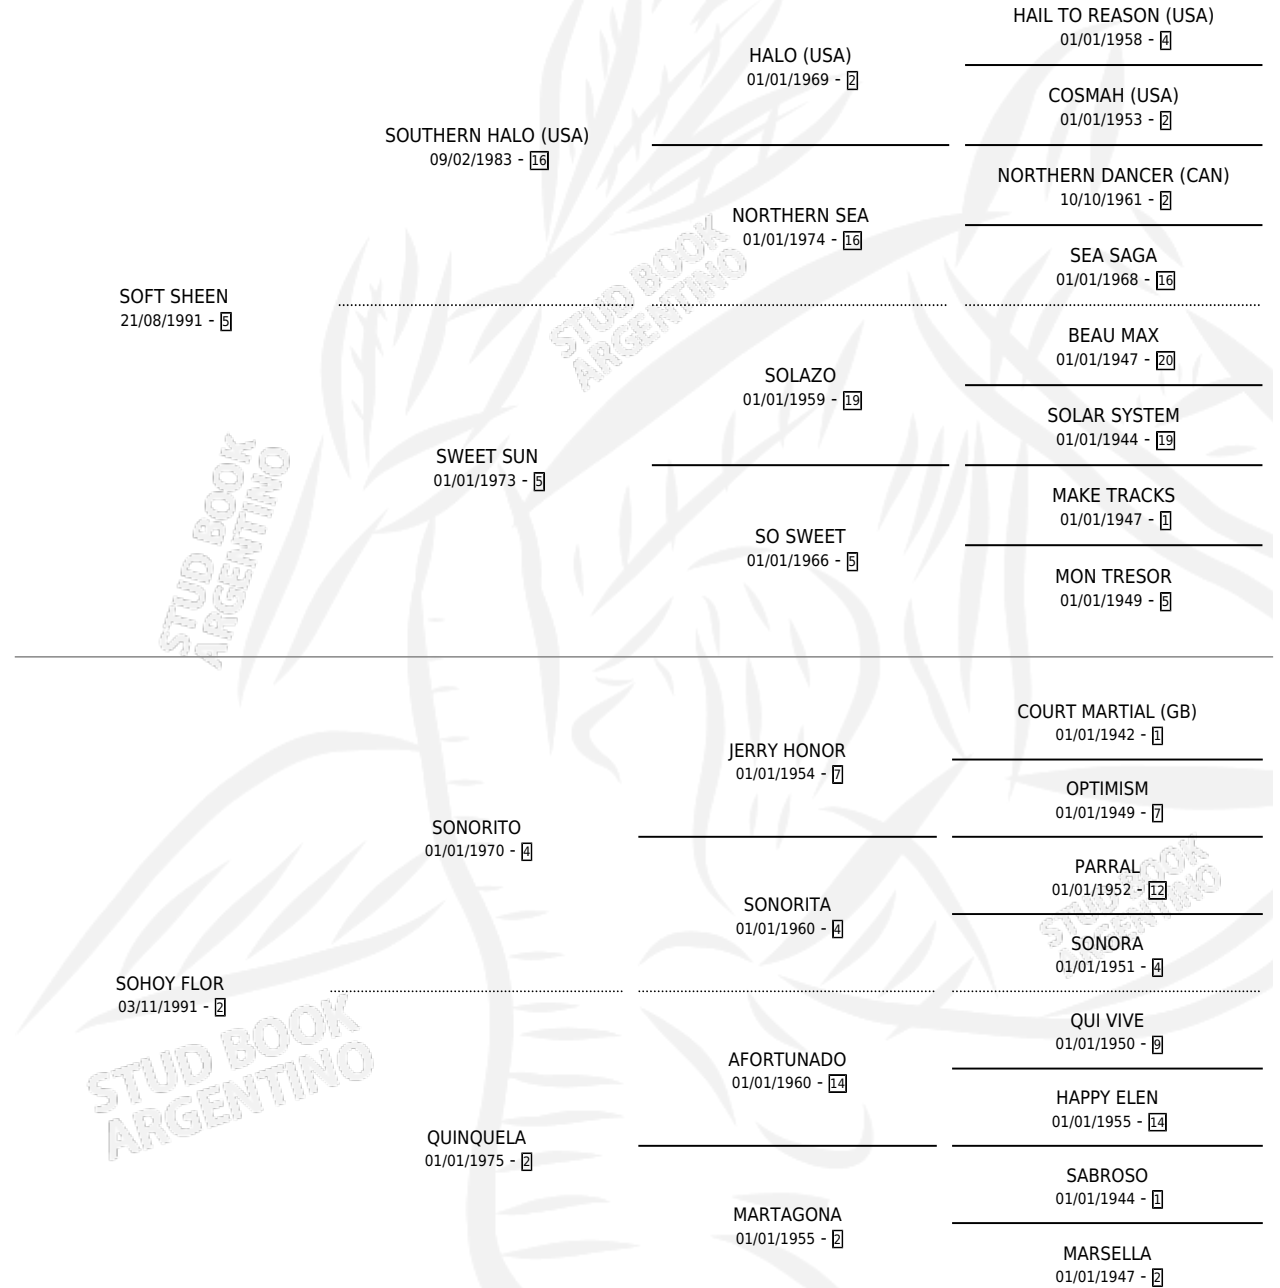 HAIL TO REASON (USA)
01/01/1958 - 4
HALO (USA)
01/01/1969 - 2
COSMAH (USA)
01/01/1953 - 2
SOUTHERN HALO (USA)
09/02/1983 - 16
NORTHERN DANCER (CAN)
10/10/1961 - 2
NORTHERN SEA
01/01/1974 - 16
SEA SAGA
01/01/1968 - 16
SOFT SHEEN
21/08/1991 - 5
BEAU MAX
01/01/1947 - 20
SOLAZO
01/01/1959 - 19
SOLAR SYSTEM
01/01/1944 - 19
SWEET SUN
01/01/1973 - 5
MAKE TRACKS
01/01/1947 - 1
SO SWEET
01/01/1966 - 5
MON TRESOR
01/01/1949 - 5
STUD BOOK
ARGENTINO
STUD BOOK
ARGENTINO
COURT MARTIAL (GB)
01/01/1942 - 1
JERRY HONOR
01/01/1954 - 7
OPTIMISM
01/01/1949 - 7
SONORITO
01/01/1970 - 4
PARRAL
01/01/1952 - 12
SONORITA
01/01/1960 - 4
SONORA
01/01/1951 - 4
STUD BOOK
ARGENTINO
SOHOY FLOR
03/11/1991 - 2
QUI VIVE
01/01/1950 - 9
AFORTUNADO
01/01/1960 - 14
HAPPY ELEN
01/01/1955 - 14
STUD BOOK
ARGENTINO
QUINQUELA
01/01/1975 - 2
SABROSO
01/01/1944 - 1
MARTAGONA
01/01/1955 - 2
MARSELLA
01/01/1947 - 2